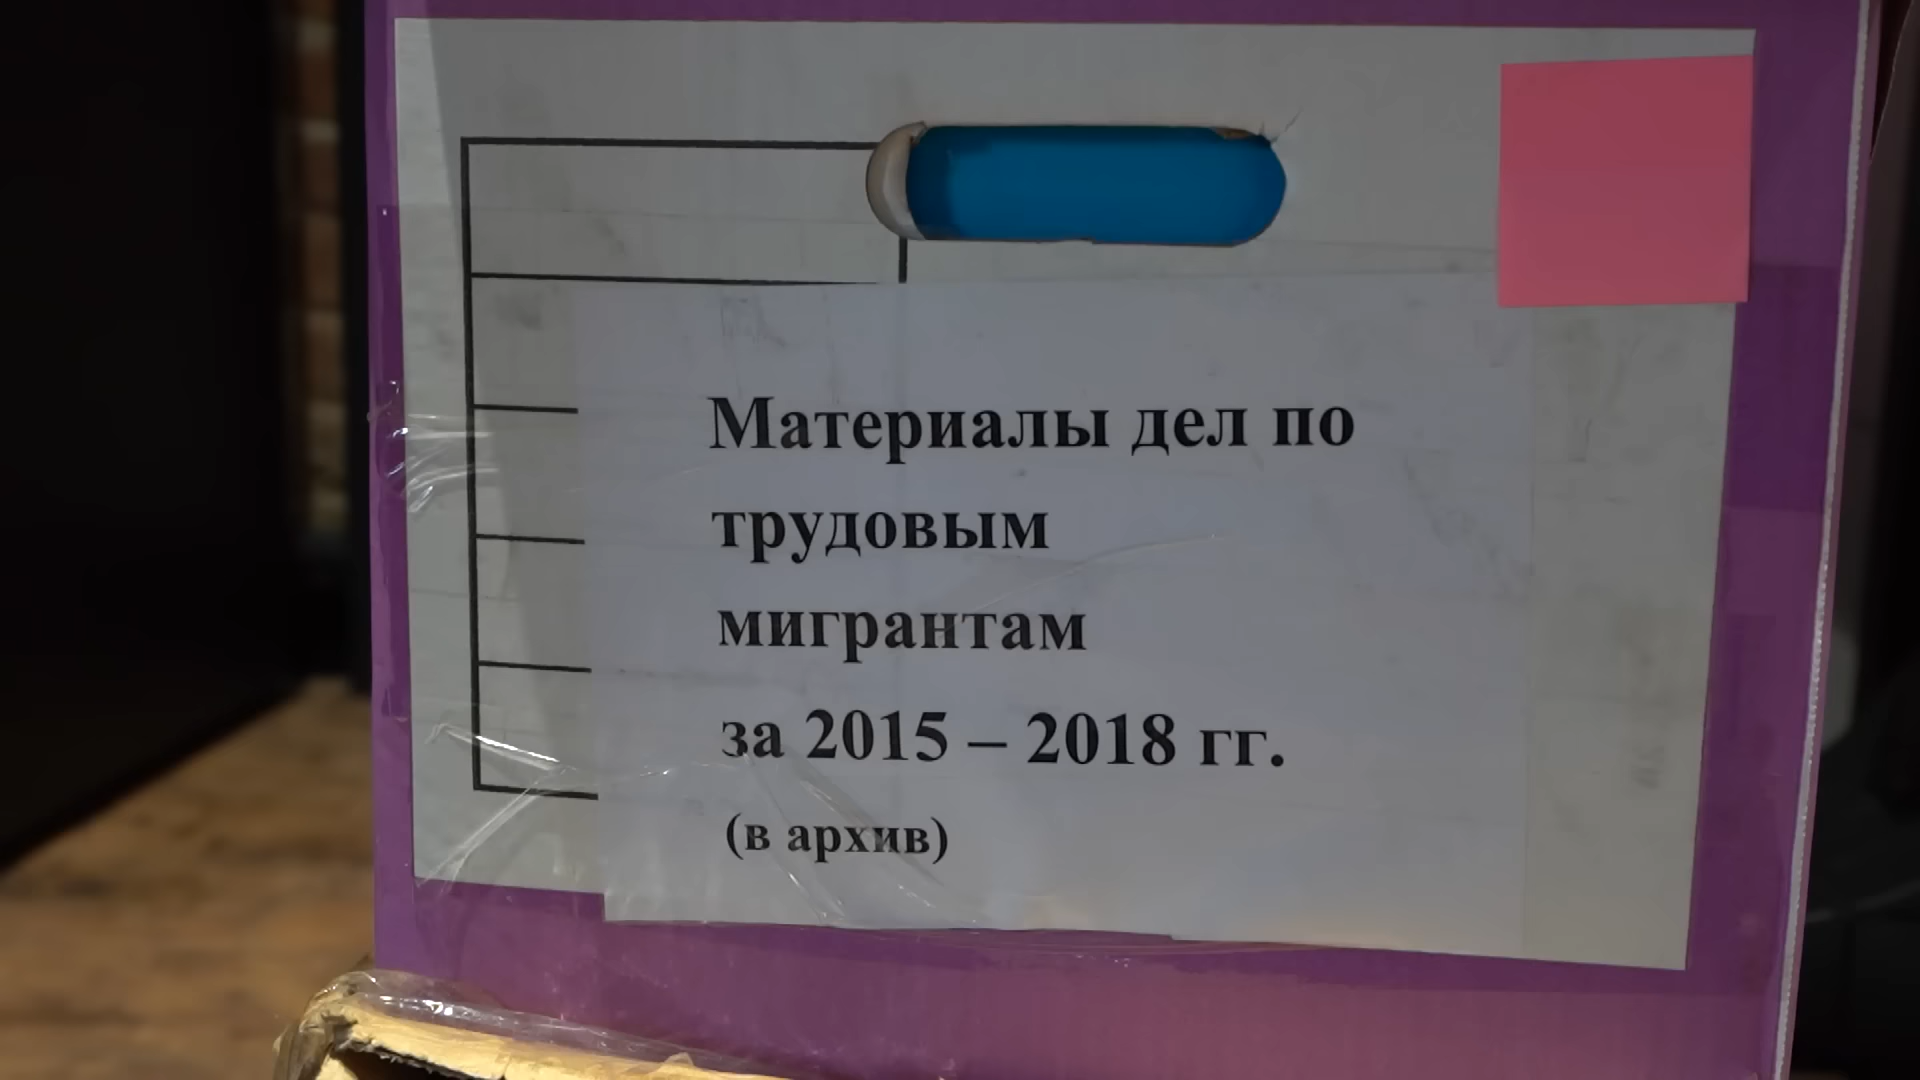 Материалы дел по
трудовым
мигрантам
за 2015 – 2018 гг.
(в архив)